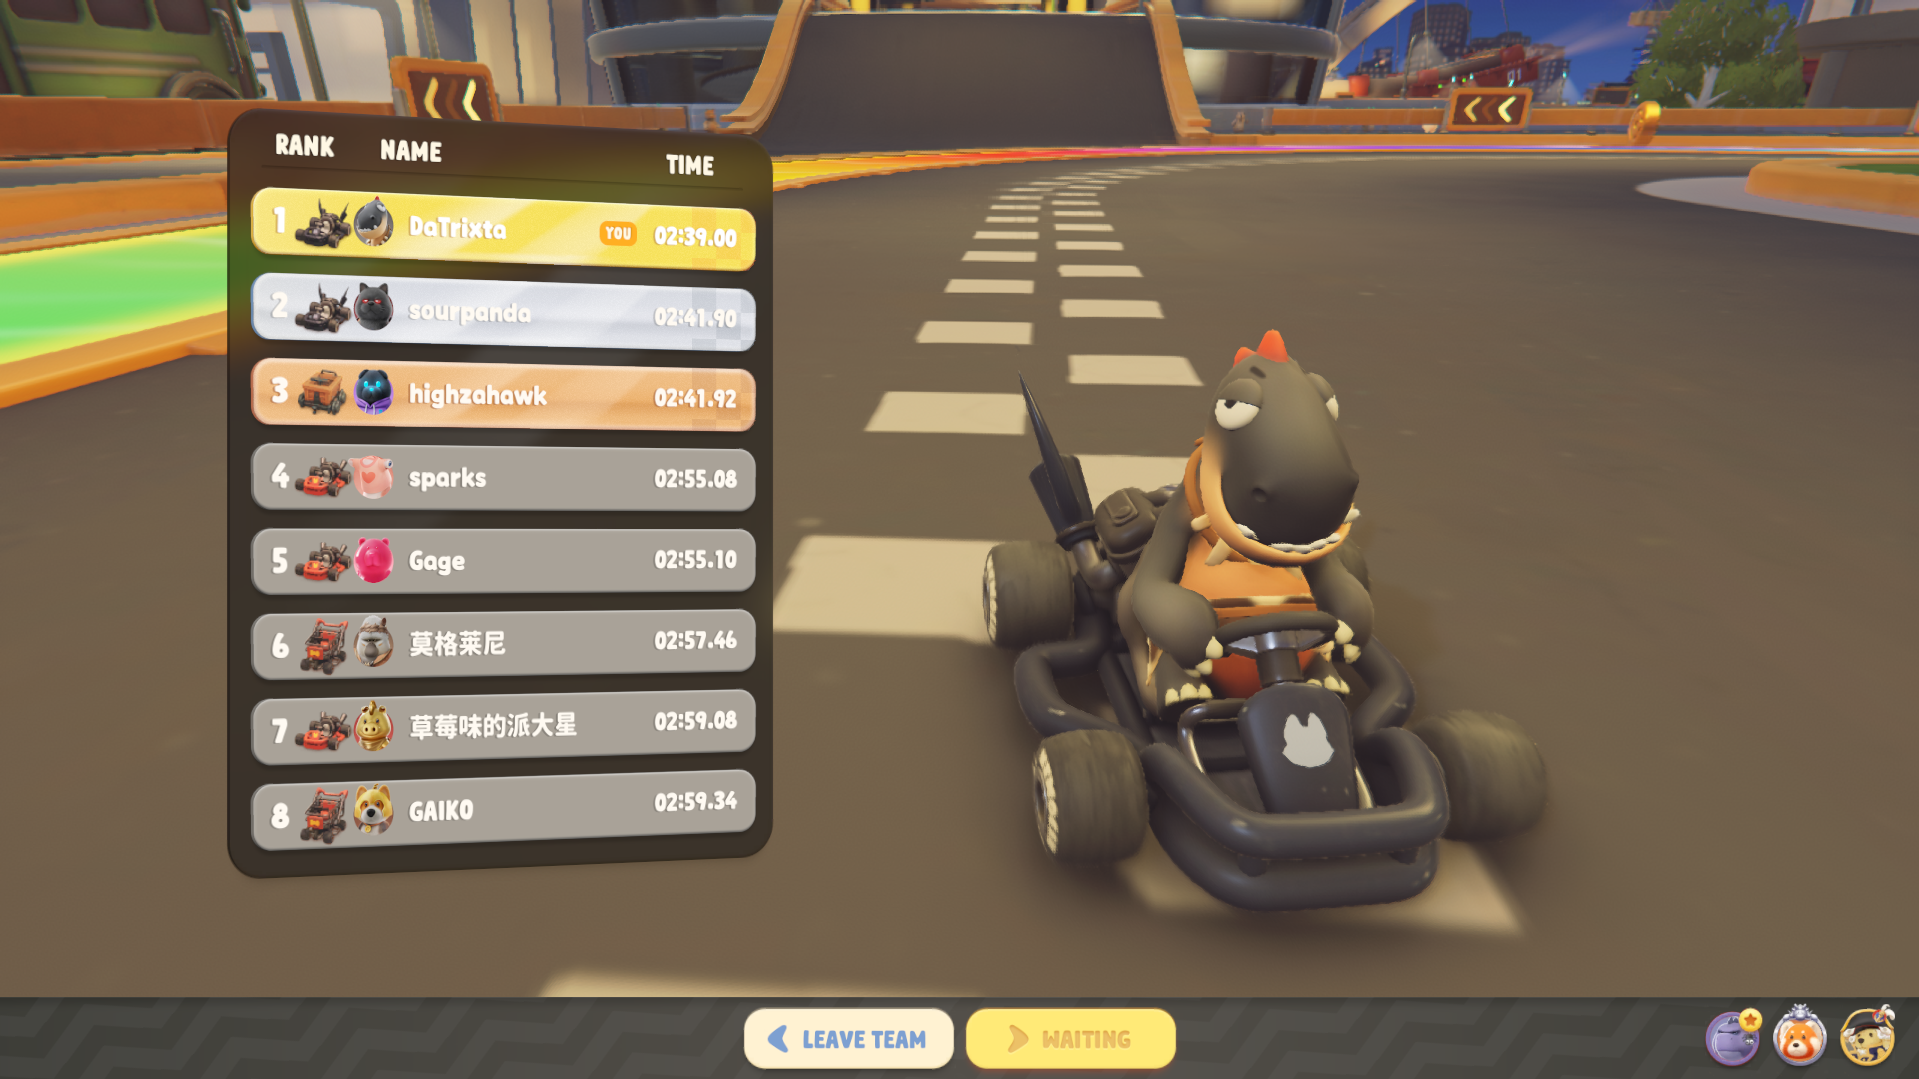 RANK NAME TIME
1 DaTrixta YOU 02:39.00
2 sourpanda 02:41.90
3 highzahawk 02:41.92
4 sparks 02:55.08
5 Gage 02:55.10
6 莫格莱尼 02:57.46
7 草莓味的派大星 02:59.08
8 GAIKO 02:59.34
LEAVE TEAM
WAITING